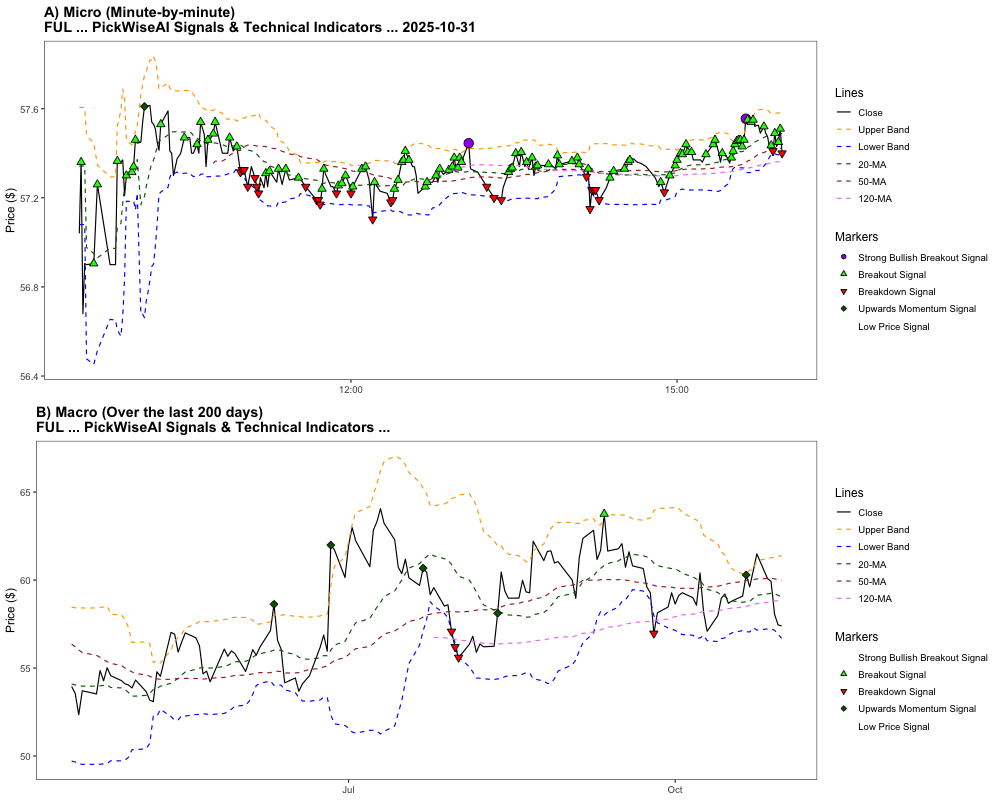 A) Micro (Minute-by-minute)
FUL ... PickWiseAI Signals & Technical Indicators ... 2025-10-31
Price ($)
57.6
57.2
56.8
56.4
12:00
15:00
Lines
Close
Upper Band
Lower Band
20-MA
50-MA
120-MA
Markers
Strong Bullish Breakout Signal
Breakout Signal
Breakdown Signal
Upwards Momentum Signal
Low Price Signal
B) Macro (Over the last 200 days)
FUL ... PickWiseAI Signals & Technical Indicators ...
Price ($)
65
60
55
50
Jul
Oct
Lines
Close
Upper Band
Lower Band
20-MA
50-MA
120-MA
Markers
Strong Bullish Breakout Signal
Breakout Signal
Breakdown Signal
Upwards Momentum Signal
Low Price Signal